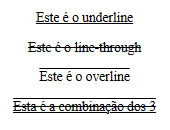 Este é o underline
Este é o line-through
Este é o overline
Esta é a combinação dos 3